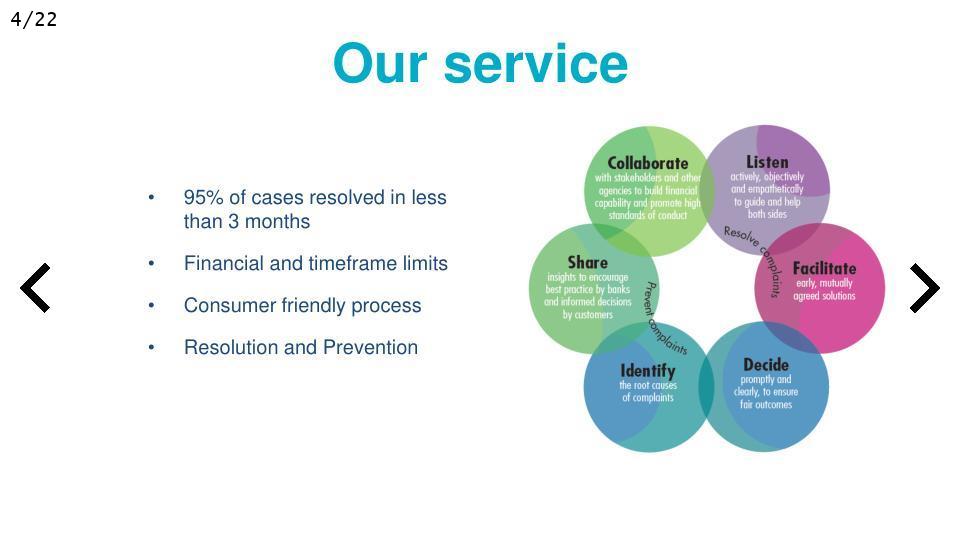 4/22
Our service
• 95% of cases resolved in less
than 3 months
• Financial and timeframe limits
• Consumer friendly process
• Resolution and Prevention
Collaborate
with stakeholders and other
agencies to build financial
capability and promote high
standards of conduct
Listen
actively, objectively
and empathetically
to guide and help
both sides
Resolve complaints
Facilitate
early, mutually
agreed solutions
Share
insights to encourage
best practice by banks
and informed decisions
by customers
Prevent complaints
Identify
the root causes
of complaints
Decide
promptly and
clearly, to ensure
fair outcomes